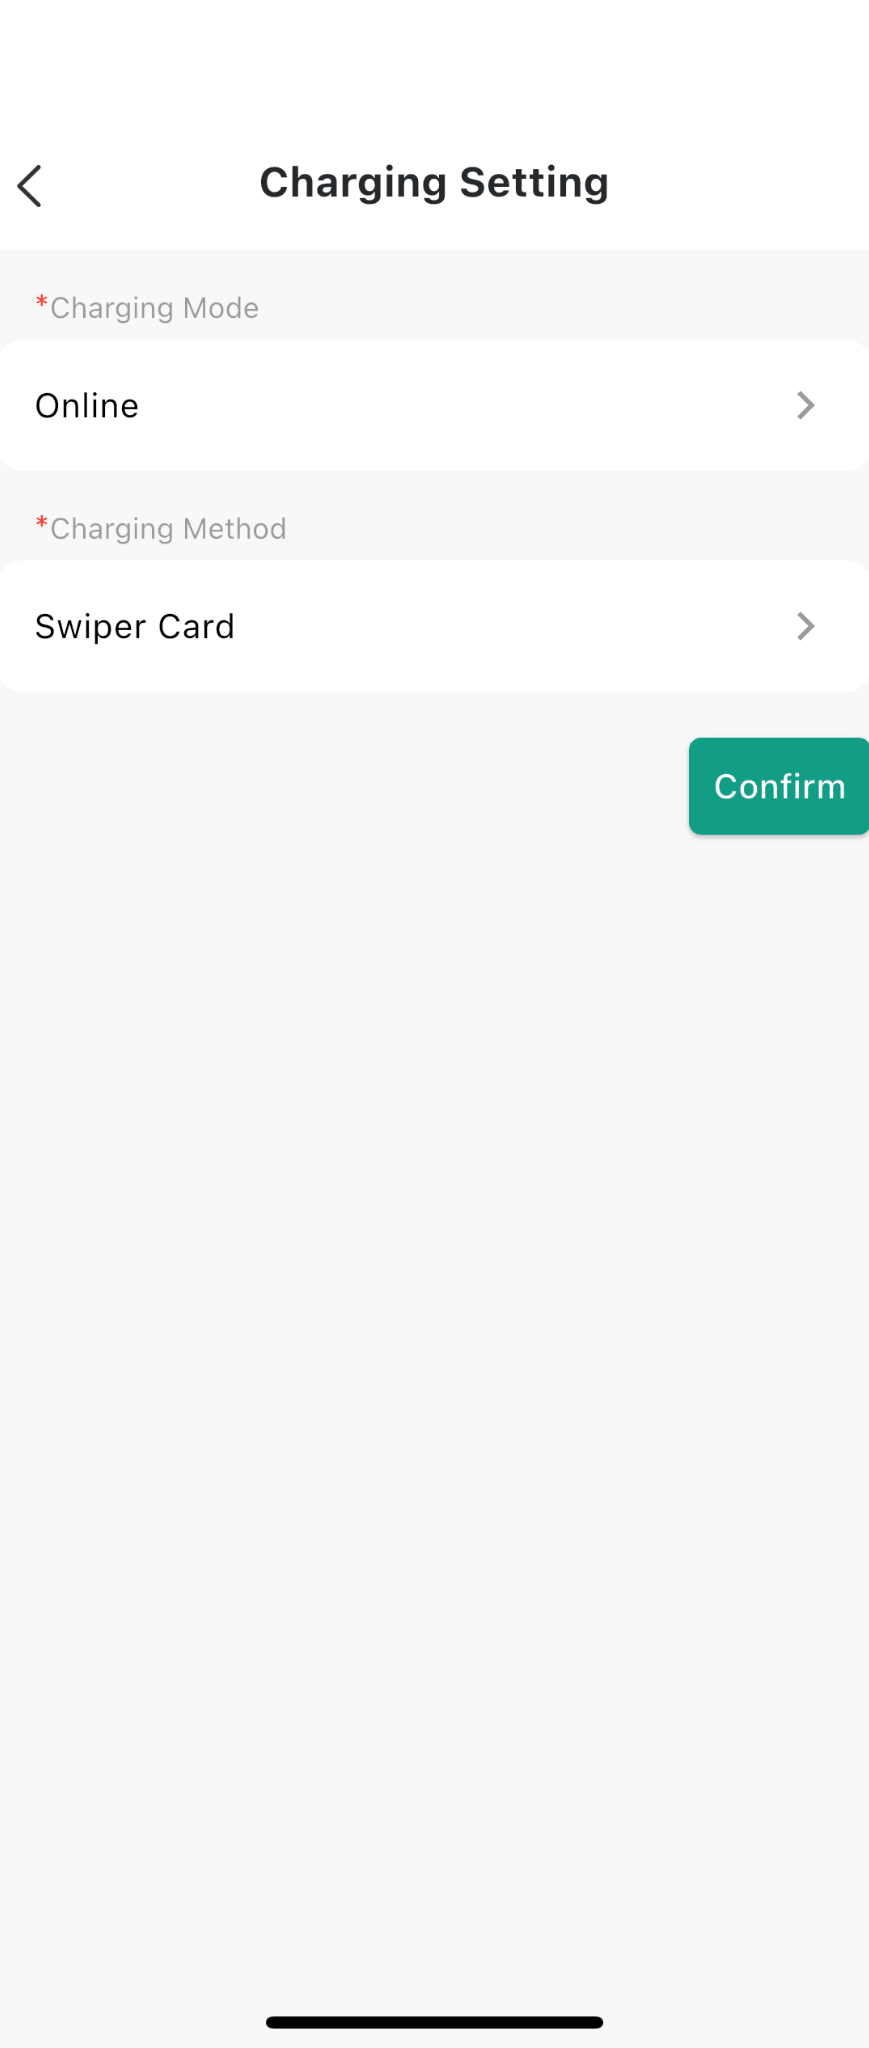 Charging Setting
*Charging Mode
Online
*Charging Method
Swiper Card
Confirm